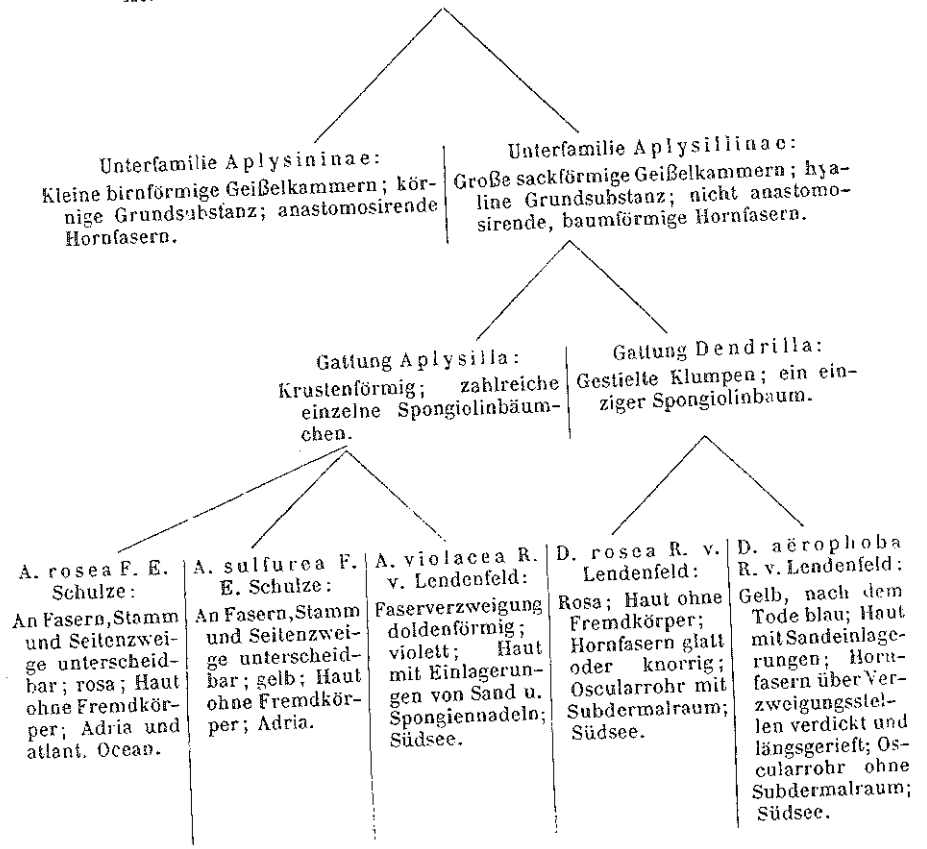 Unterfamilie Aplysininae:
Kleine birnförmige Geißelkammern; kör-
nige Grundsubstanz; anastomosirende
Hornfasern.
Unterfamilie Aplysillinae:
Große sackförmige Geißelkammern; hya-
line Grundsubstanz; nicht anastomo-
sirende, baumförmige Hornfasern.
Gattung Aplysilla:
Krustenförmig; zahlreiche
einzelne Spongiolinbäum-
chen.
Gattung Dendrilla:
Gestielte Klumpen; ein ein-
ziger Spongiolinbaum.
A. rosea F. E.
Schulze:
An Fasern, Stamm
und Seitenzwei-
ge unterscheid-
bar; rosa; Haut
ohne Fremdkör-
per; Adria und
atlant. Ocean.
A. sulfurea F.
E. Schulze:
An Fasern, Stamm
und Seitenzwei-
ge unterscheid-
bar; gelb; Haut
ohne Fremdkör-
per; Adria.
A. violacea R.
v. Lendenfeld:
Faserverzweigung
doldenförmig;
violett; Haut
mit Einlagerun-
gen von Sand u.
Spongiennadeln;
Südsee.
D. rosea R. v.
Lendenfeld:
Rosa; Haut ohne
Fremdkörper;
Hornfasern glatt
oder knorrig;
Oscularrohr mit
Subdermalraum;
Südsee.
D. aërophoba
R. v. Lendenfeld:
Gelb, nach dem
Tode blau; Haut
mit Sandeinlage-
rungen; Horn-
fasern über Ver-
zweigungsstel-
len verdickt und
längsgerieft; Os-
cularrohr ohne
Subdermalraum;
Südsee.